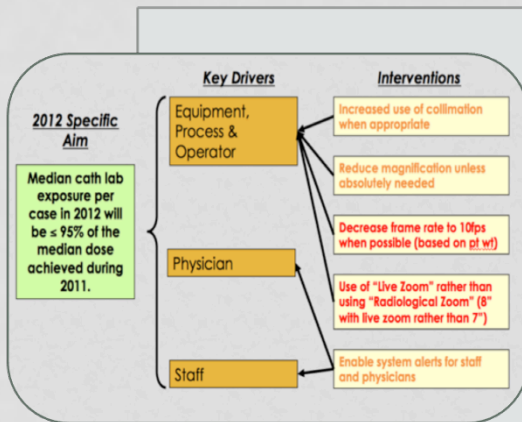 Key Drivers
Interventions
2012 Specific
Aim
Median cath lab
exposure per
case in 2012 will
be ≤ 95% of the
median dose
achieved during
2011.
Equipment,
Process &
Operator
Physician
Staff
Increased use of collimation
when appropriate
Reduce magnification unless
absolutely needed
Decrease frame rate to 10fps
when possible (based on pt wt)
Use of “Live Zoom” rather than
using “Radiological Zoom” (8”
with live zoom rather than 7”)
Enable system alerts for staff
and physicians